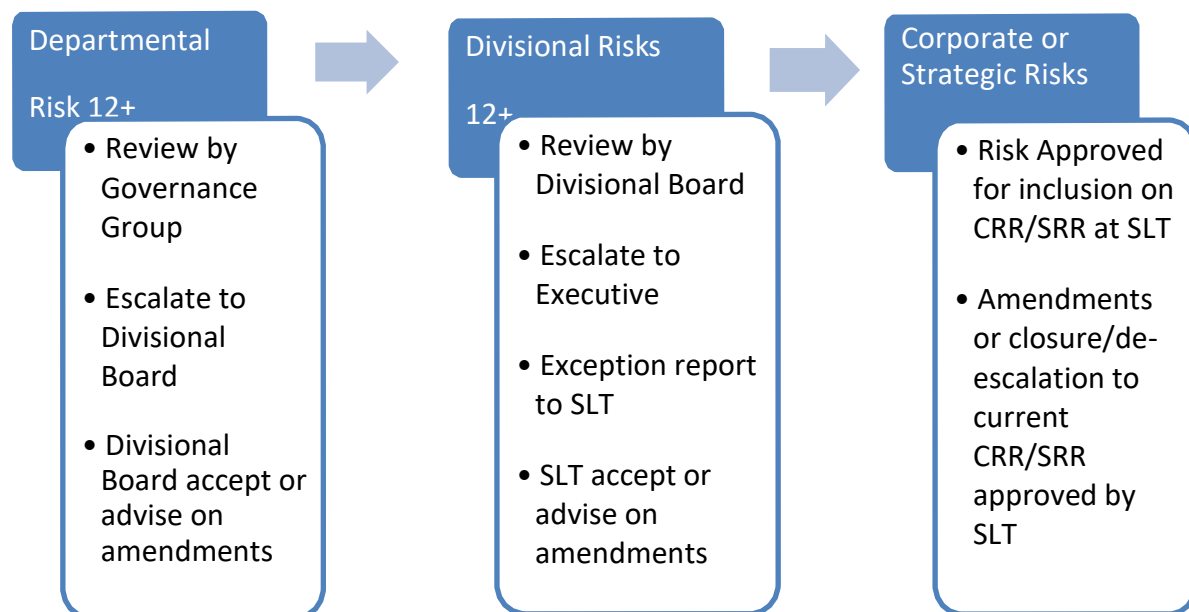 Departmental
Risk 12+
• Review by
Governance
Group
• Escalate to
Divisional
Board
• Divisional
Board accept or
advise on
amendments
Divisional Risks
12+
• Review by
Divisional Board
• Escalate to
Executive
• Exception report
to SLT
• SLT accept or
advise on
amendments
Corporate or
Strategic Risks
• Risk Approved
for inclusion on
CRR/SRR at SLT
• Amendments
or closure/de-
escalation to
current
CRR/SRR
approved by
SLT